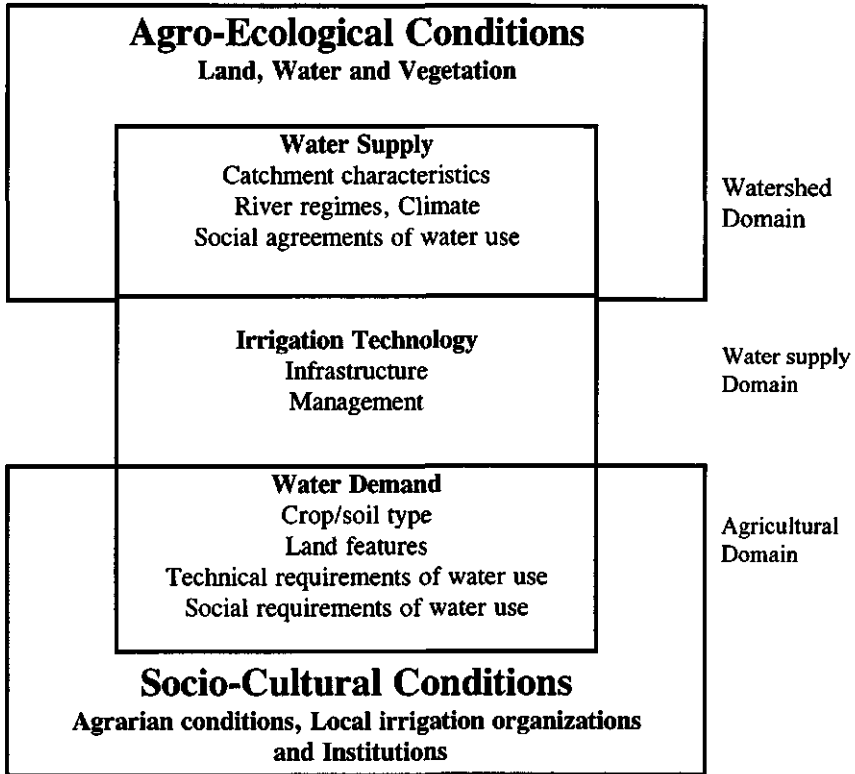 Agro-Ecological Conditions
Land, Water and Vegetation
Water Supply
Catchment characteristics
River regimes, Climate
Social agreements of water use
Watershed
Domain
Irrigation Technology
Infrastructure
Management
Water supply
Domain
Water Demand
Crop/soil type
Land features
Technical requirements of water use
Social requirements of water use
Agricultural
Domain
Socio-Cultural Conditions
Agrarian conditions, Local irrigation organizations
and Institutions